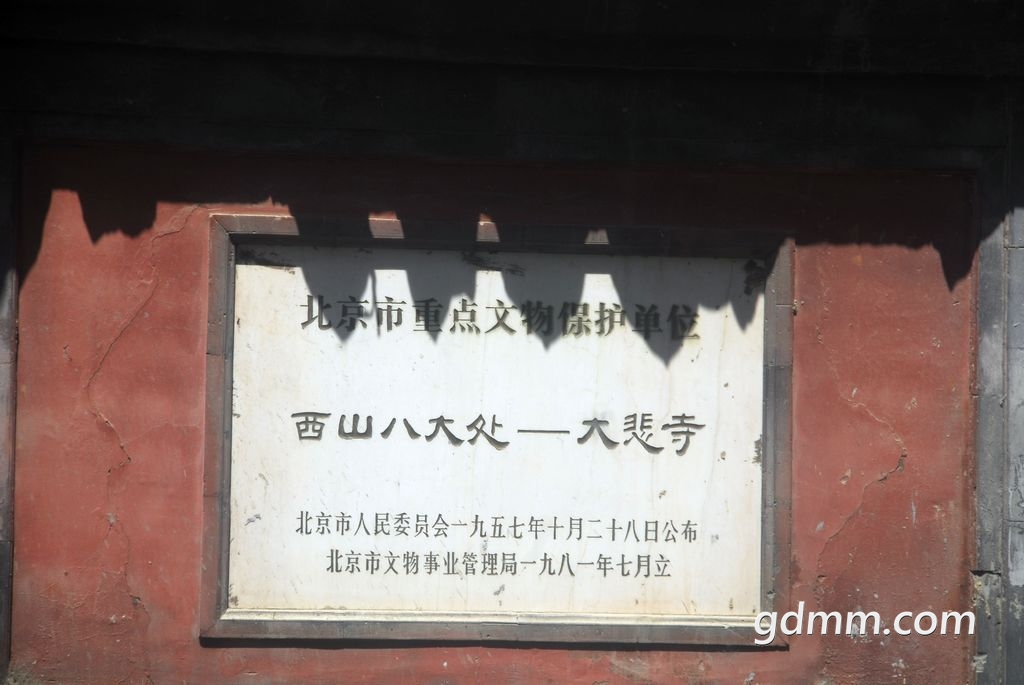 北京市重点文物保护单位
西山八大处—大悲寺
北京市人民委员会一九五七年十月二十八日公布
北京市文物事业管理局一九八一年七月立
gdmm.com